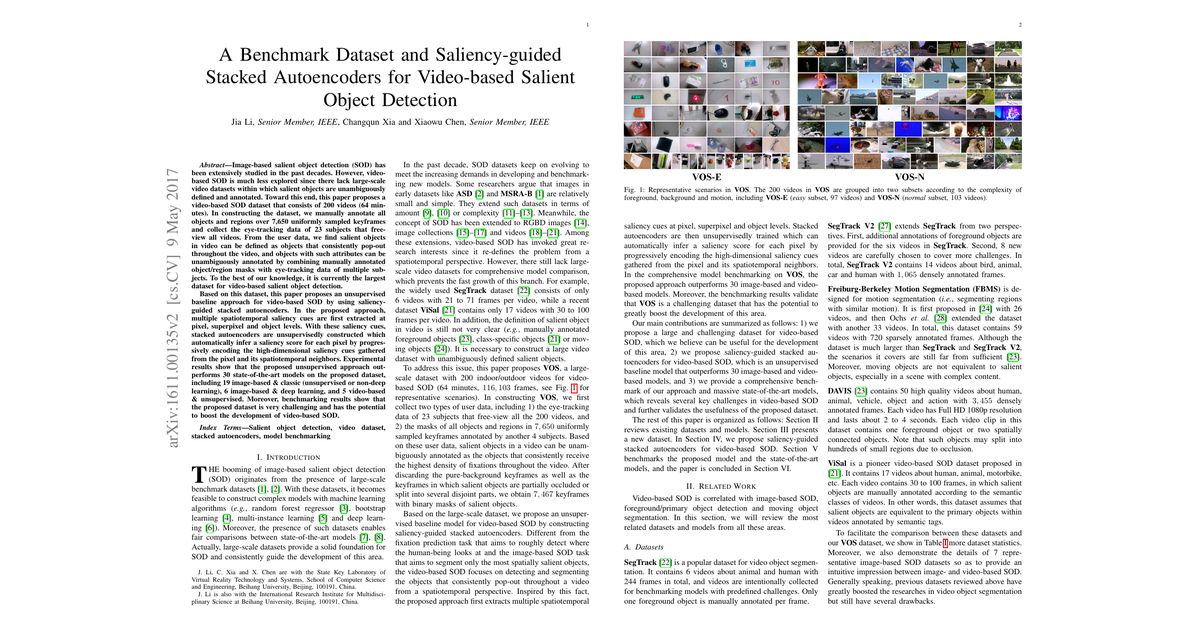 1
A Benchmark Dataset and Saliency-guided
Stacked Autoencoders for Video-based Salient
Object Detection
Jia Li, Senior Member, IEEE, Changqun Xia and Xiaowu Chen, Senior Member, IEEE
arXiv:1611.00135v2 [cs.CV] 9 May 2017
Abstract—Image-based salient object detection (SOD) has
been extensively studied in the past decades. However, video-
based SOD is much less explored since there lack large-scale
video datasets within which salient objects are unambiguously
defined and annotated. Toward this end, this paper proposes a
video-based SOD dataset that consists of 200 videos (64 min-
utes). In constructing the dataset, we manually annotate all
objects and regions over 7,650 uniformly sampled keyframes
and collect the eye-tracking data of 23 subjects that free-
view all videos. From the user data, we find salient objects
in video can be defined as objects that consistently pop-out
throughout the video, and objects with such attributes can be
unambiguously annotated by combining manually annotated
object/region masks with eye-tracking data of multiple sub-
jects. To the best of our knowledge, it is currently the largest
dataset for video-based salient object detection.
Based on this dataset, this paper proposes an unsupervised
baseline approach for video-based SOD by using saliency-
guided stacked autoencoders. In the proposed approach,
multiple spatiotemporal saliency cues are first extracted at
pixel, superpixel and object levels. With these saliency cues,
stacked autoencoders are unsupervisedly constructed which
automatically infer a saliency score for each pixel by progres-
sively encoding the high-dimensional saliency cues gathered
from the pixel and its spatiotemporal neighbors. Experimental
results show that the proposed unsupervised approach out-
performs 30 state-of-the-art models on the proposed dataset,
including 19 image-based & classic (unsupervised or non-deep
learning), 6 image-based & deep learning, and 5 video-based
& unsupervised. Moreover, benchmarking results show that
the proposed dataset is very challenging and has the potential
to boost the development of video-based SOD.
Index Terms—Salient object detection, video dataset,
stacked autoencoders, model benchmarking
I. INTRODUCTION
THE booming of image-based salient object detection
(SOD) originates from the presence of large-scale
benchmark datasets [1], [2]. With these datasets, it becomes
feasible to construct complex models with machine learning
algorithms (e.g., random forest regressor [3], bootstrap
learning [4], multi-instance learning [5] and deep learn-
ing [6]). Moreover, the presence of such datasets enables
fair comparisons between state-of-the-art models [7], [8].
Actually, large-scale datasets provide a solid foundation for
SOD and consistently guide the development of this area.
J. Li, C. Xia and X. Chen are with the State Key Laboratory of
Virtual Reality Technology and Systems, School of Computer Science
and Engineering, Beihang University, Beijing, 100191, China.
J. Li is also with the International Research Institute for Multidisci-
plinary Science at Beihang University, Beijing, 100191, China.
In the past decade, SOD datasets keep on evolving to
meet the increasing demands in developing and benchmark-
ing new models. Some researchers argue that images in
early datasets like ASD [2] and MSRA-B [1] are relatively
small and simple. They extend such datasets in terms of
amount [9], [10] or complexity [11]–[13]. Meanwhile, the
concept of SOD has been extended to RGBD images [14],
image collections [15]–[17] and videos [18]–[21]. Among
these extensions, video-based SOD has invoked great re-
search interests since it re-defines the problem from a
spatiotemporal perspective. However, there still lack large-
scale video datasets for comprehensive model comparison,
which prevents the fast growth of this branch. For example,
the widely used SegTrack dataset [22] consists of only
6 videos with 21 to 71 frames per video, while a recent
dataset ViSal [21] contains only 17 videos with 30 to 100
frames per video. In addition, the definition of salient object
in video is still not very clear (e.g., manually annotated
foreground objects [23], class-specific objects [21] or mov-
ing objects [24]). It is necessary to construct a large video
dataset with unambiguously defined salient objects.
To address this issue, this paper proposes VOS, a large-
scale dataset with 200 indoor/outdoor videos for video-
based SOD (64 minutes, 116,103 frames, see Fig. 1 for
representative scenarios). In constructing VOS, we first
collect two types of user data, including 1) the eye-tracking
data of 23 subjects that free-view all the 200 videos, and
2) the masks of all objects and regions in 7,650 uniformly
sampled keyframes annotated by another 4 subjects. Based
on these user data, salient objects in a video can be unam-
biguously annotated as the objects that consistently receive
the highest density of fixations throughout the video. After
discarding the pure-background keyframes as well as the
keyframes in which salient objects are partially occluded or
split into several disjoint parts, we obtain 7,467 keyframes
with binary masks of salient objects.
Based on the large-scale dataset, we propose an unsuper-
vised baseline model for video-based SOD by constructing
saliency-guided stacked autoencoders. Different from the
fixation prediction task that aims to roughly detect where
the human-being looks at and the image-based SOD task
that aims to segment only the most spatially salient objects,
the video-based SOD focuses on detecting and segmenting
the objects that consistently pop-out throughout a video
from a spatiotemporal perspective. Inspired by this fact,
the proposed approach first extracts multiple spatiotemporal
2
VOS-E
VOS-N
Fig. 1: Representative scenarios in VOS. The 200 videos in VOS are grouped into two subsets according to the complexity of
foreground, background and motion, including VOS-E (easy subset, 97 videos) and VOS-N (normal subset, 103 videos).
saliency cues at pixel, superpixel and object levels. Stacked
autoencoders are then unsupervisedly trained which can
automatically infer a saliency score for each pixel by
progressively encoding the high-dimensional saliency cues
gathered from the pixel and its spatiotemporal neighbors.
In the comprehensive model benchmarking on VOS, the
proposed approach outperforms 30 image-based and video-
based models. Moreover, the benchmarking results validate
that VOS is a challenging dataset that has the potential to
greatly boost the development of this area.
Our main contributions are summarized as follows: 1) we
propose a large and challenging dataset for video-based
SOD, which we believe can be useful for the development
of this area, 2) we propose saliency-guided stacked au-
toencoders for video-based SOD, which is an unsupervised
baseline model that outperforms 30 image-based and video-
based models, and 3) we provide a comprehensive bench-
mark of our approach and massive state-of-the-art models,
which reveals several key challenges in video-based SOD
and further validates the usefulness of the proposed dataset.
The rest of this paper is organized as follows: Section II
reviews existing datasets and models. Section III presents
a new dataset. In Section IV, we propose saliency-guided
stacked autoencoders for video-based SOD. Section V
benchmarks the proposed model and the state-of-the-art
models, and the paper is concluded in Section VI.
II. RELATED WORK
Video-based SOD is correlated with image-based SOD,
foreground/primary object detection and moving object
segmentation. In this section, we will review the most
related datasets and models from all these areas.
A. Datasets
SegTrack [22] is a popular dataset for video object segmen-
tation. It contains 6 videos about animal and human with
244 frames in total, and videos are intentionally collected
for benchmarking models with predefined challenges. Only
one foreground object is manually annotated per frame.
SegTrack V2 [27] extends SegTrack from two perspec-
tives. First, additional annotations of foreground objects are
provided for the six videos in SegTrack. Second, 8 new
videos are carefully chosen to cover more challenges. In
total, SegTrack V2 contains 14 videos about bird, animal,
car and human with 1,065 densely annotated frames.
Freiburg-Berkeley Motion Segmentation (FBMS) is
designed for motion segmentation (i.e., segmenting regions
with similar motion). It is first proposed in [24] with 26
videos, and then Ochs et al. [28] extended the dataset
with another 33 videos. In total, this dataset contains 59
videos with 720 sparsely annotated frames. Although the
dataset is much larger than SegTrack and SegTrack V2,
the scenarios it covers are still far from sufficient [23].
Moreover, moving objects are not equivalent to salient
objects, especially in a scene with complex content.
DAVIS [23] contains 50 high quality videos about human,
animal, vehicle, object and action with 3,455 densely
annotated frames. Each video has Full HD 1080p resolution
and lasts about 2 to 4 seconds. Each video clip in this
dataset contains one foreground object or two spatially
connected objects. Note that such objects may split into
hundreds of small regions due to occlusion.
ViSal is a pioneer video-based SOD dataset proposed in
[21]. It contains 17 videos about human, animal, motorbike,
etc. Each video contains 30 to 100 frames, in which salient
objects are manually annotated according to the semantic
classes of videos. In other words, this dataset assumes that
salient objects are equivalent to the primary objects within
videos annotated by semantic tags.
To facilitate the comparison between these datasets and
our VOS dataset, we show in Table I more dataset statistics.
Moreover, we also demonstrate the details of 7 repre-
sentative image-based SOD datasets so as to provide an
intuitive impression between image- and video-based SOD.
Generally speaking, previous datasets reviewed above have
greatly boosted the researches in video object segmentation
but still have several drawbacks.